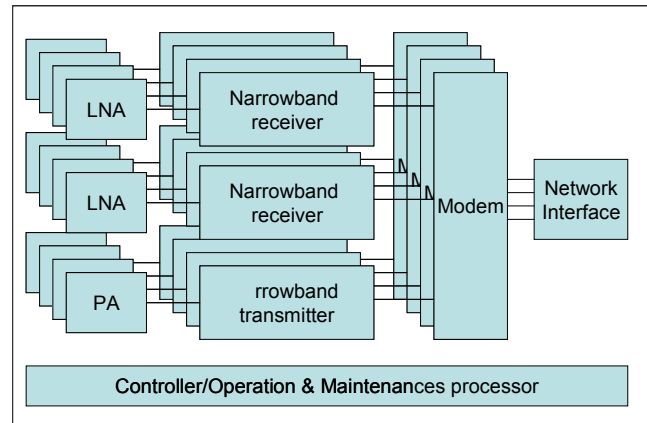 LNA
Narrowband
receiver
LNA
Narrowband
receiver
Modem
Network
Interface
PA
rrowband
transmitter
Controller/Operation & Maintenances processor